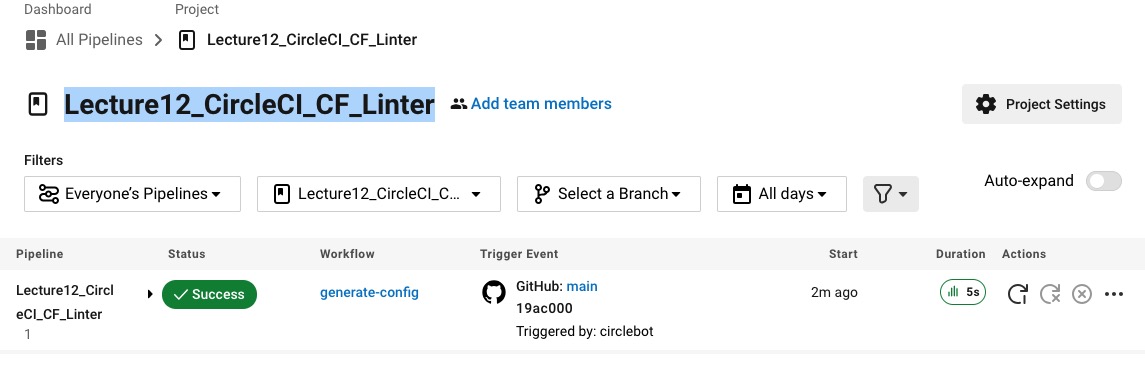 Dashboard
Project
All Pipelines
Lecture12_CircleCI_CF_Linter
Lecture12_CircleCI_CF_Linter
Add team members
Project Settings
Filters
Everyone’s Pipelines
Lecture12_CircleCI_C...
Select a Branch
All days
Auto-expand
Pipeline
Status
Workflow
Trigger Event
Start
Duration
Actions
Lecture12_Circl
eCI_CF_Linter
1
Success
generate-config
GitHub: main
19ac000
Triggered by: circlebot
2m ago
5s